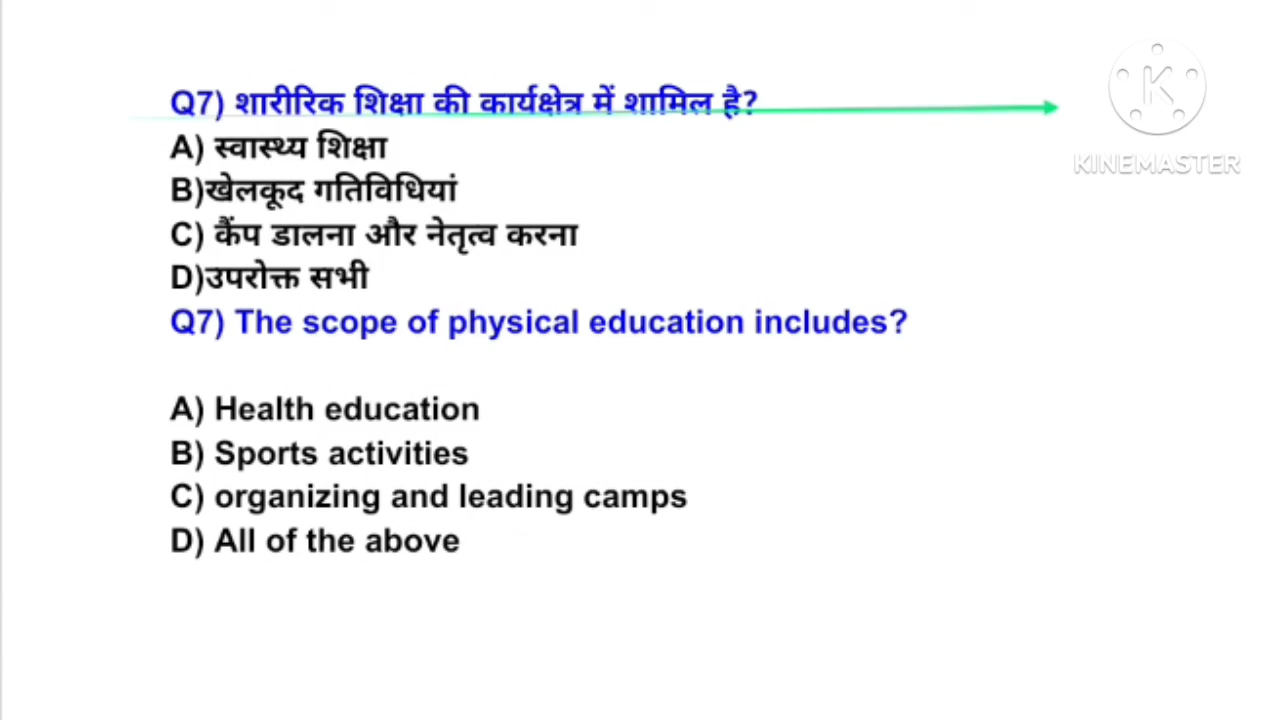 Q7) शारीरिक शिक्षा की कार्यक्षेत्र में शामिल है?
A) स्वास्थ्य शिक्षा
B)खेलकूद गतिविधियां
C) कैंप डालना और नेतृत्व करना
D)उपरोक्त सभी
Q7) The scope of physical education includes?
A) Health education
B) Sports activities
C) organizing and leading camps
D) All of the above
K
KINEMASTER